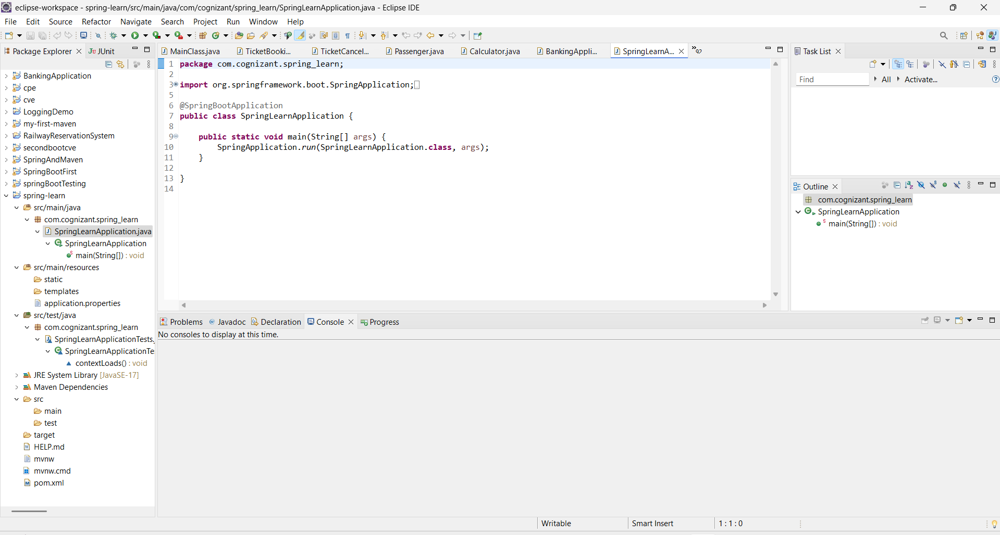 eclipse-workspace - spring-learn/src/main/java/com/cognizant/spring_learn/SpringLearnApplication.java - Eclipse IDE
File Edit Source Refactor Navigate Search Project Run Window Help
Package Explorer JUnit
BankingApplication
cpe
cve
LoggingDemo
my-first-maven
RailwayReservationSystem
secondbootcve
SpringAndMaven
SpringBootFirst
springBootTesting
spring-learn
src/main/java
com.cognizant.spring_learn
SpringLearnApplication.java
SpringLearnApplication
main(String[]) : void
src/main/resources
static
templates
application.properties
src/test/java
com.cognizant.spring_learn
SpringLearnApplicationTests.
SpringLearnApplicationTe
contextLoads() : void
JRE System Library [JavaSE-17]
Maven Dependencies
src
main
test
target
HELP.md
mvnw
mvnw.cmd
pom.xml
MainClass.java TicketBooki... TicketCancel... Passenger.java Calculator.java BankingAppli... SpringLearnA... »97
1 package com.cognizant.spring_learn;
2
3 import org.springframework.boot.SpringApplication;
5
6 @SpringBootApplication
7 public class SpringLearnApplication {
8
9 public static void main(String[] args) {
10 SpringApplication.run(SpringLearnApplication.class, args);
11 }
12
13 }
14
Problems Javadoc Declaration Console Progress
No consoles to display at this time.
Task List
Find All Activate...
Outline
com.cognizant.spring_learn
SpringLearnApplication
main(String[]) : void
Writable Smart Insert 1 : 1 : 0